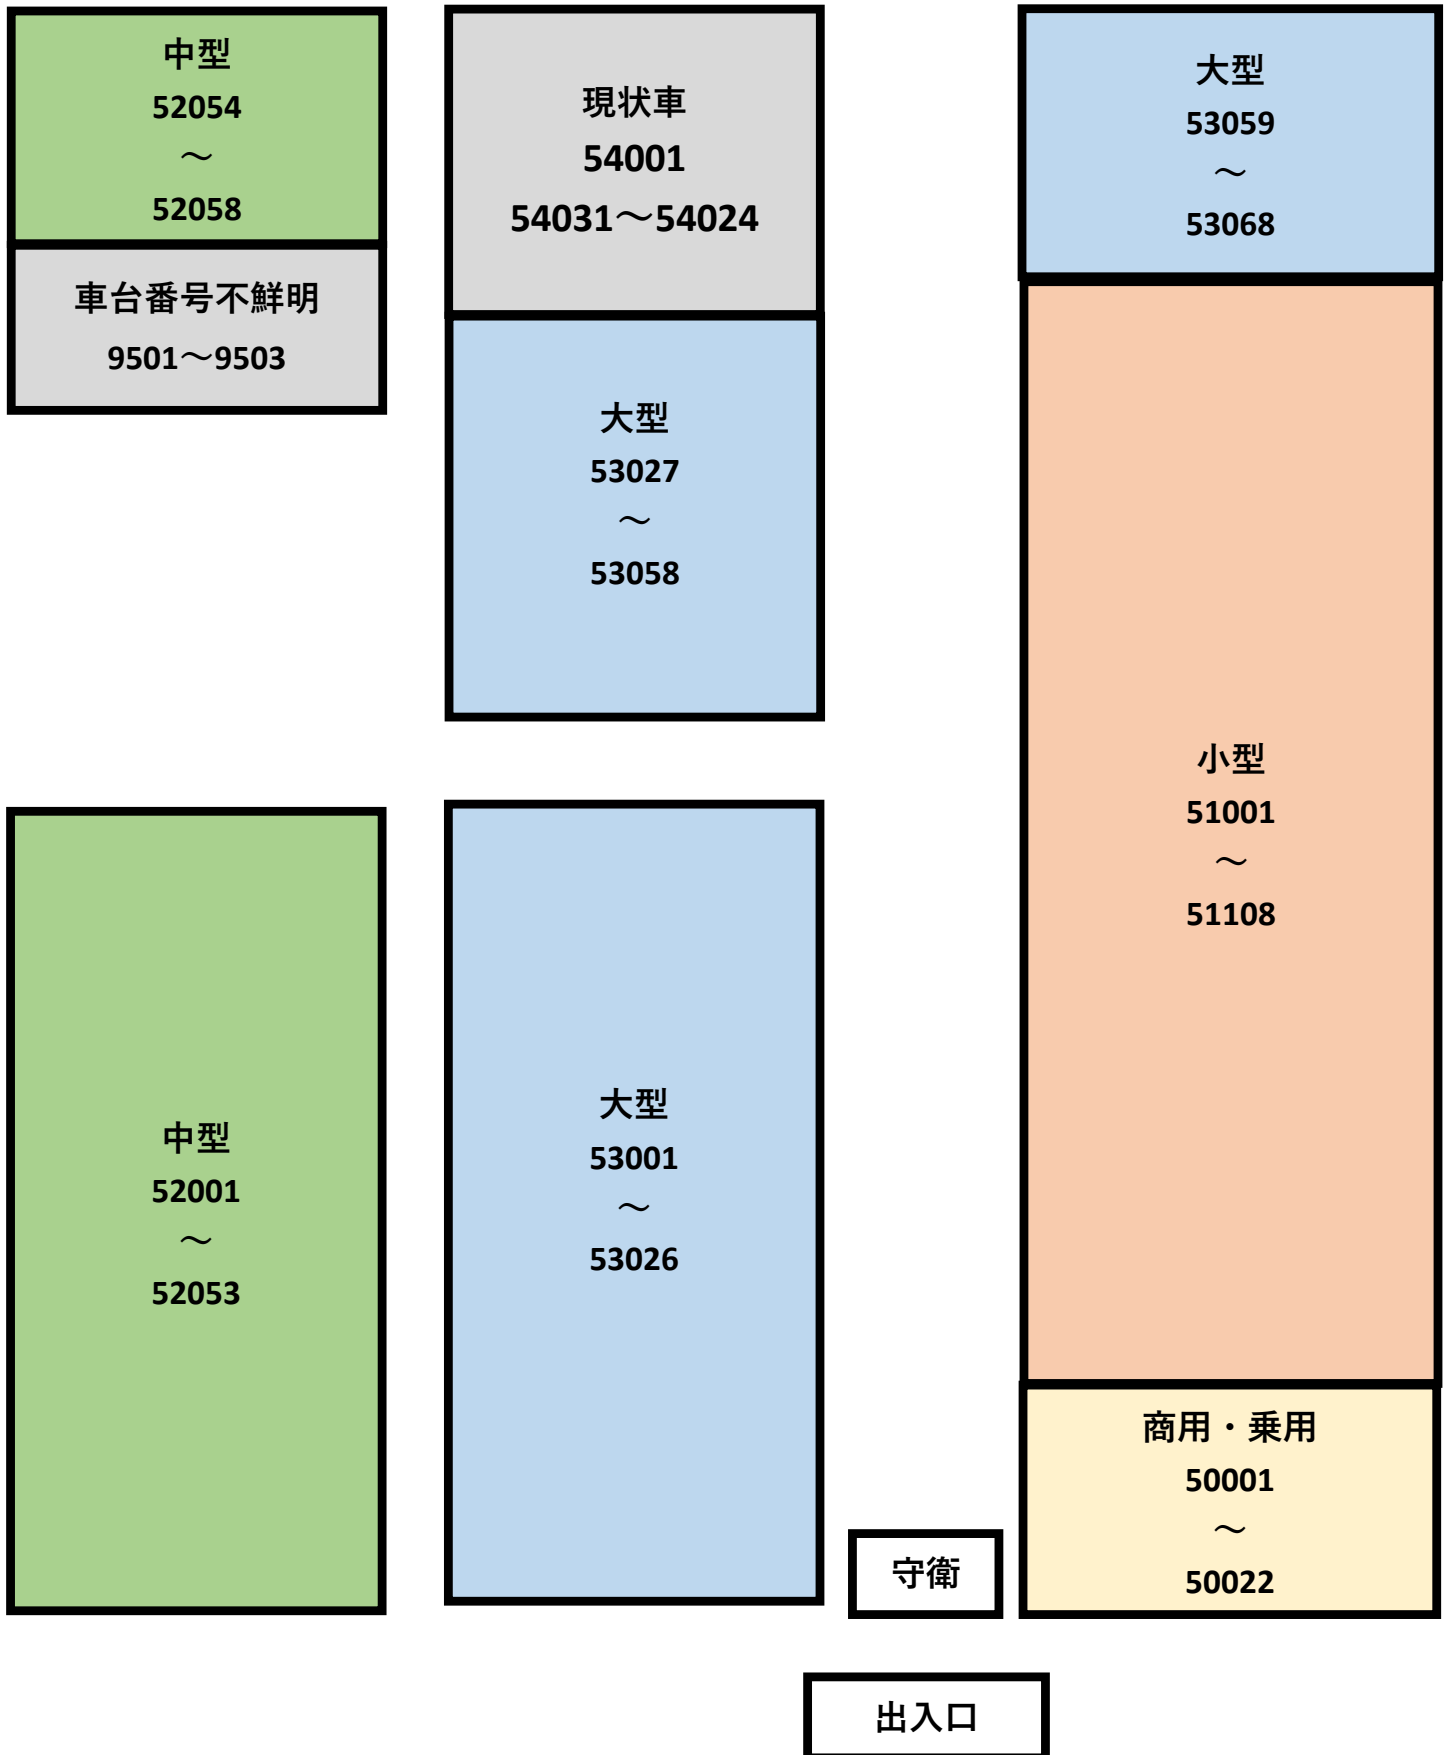 中型
52054
～
52058
車台番号不鮮明
9501～9503
現状車
54001
54031～54024
大型
53027
～
53058
大型
53059
～
53068
小型
51001
～
51108
中型
52001
～
52053
大型
53001
～
53026
商用・乗用
50001
～
50022
守衛
出入口